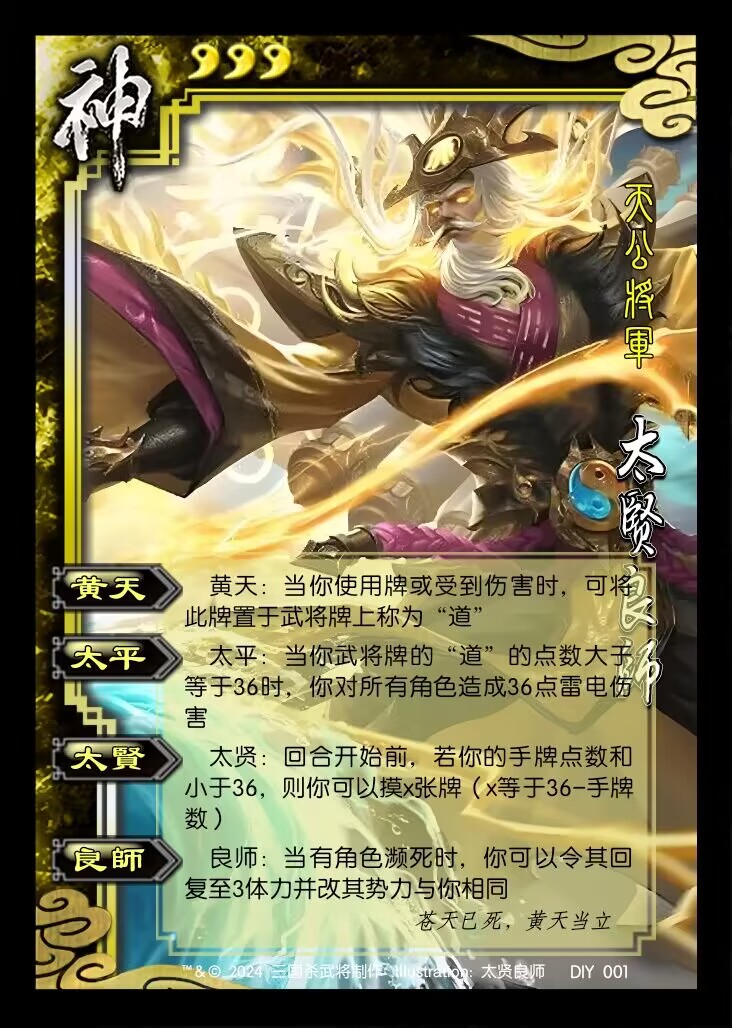 神
天公將軍
太賢良師
黄天
黄天：当你使用牌或受到伤害时，可将
此牌置于武将牌上称为“道”
太平
太平：当你武将牌的“道”的点数大于
等于36时，你对所有角色造成36点雷电伤
害
太賢
太贤：回合开始前，若你的手牌点数和
小于36，则你可以摸x张牌（x等于36-手牌
数）
良師
良师：当有角色濒死时，你可以令其回
复至3体力并改其势力与你相同
苍天已死，黄天当立
™&©2024 三国杀武将制作 illustration: 太贤良师 DIY 001